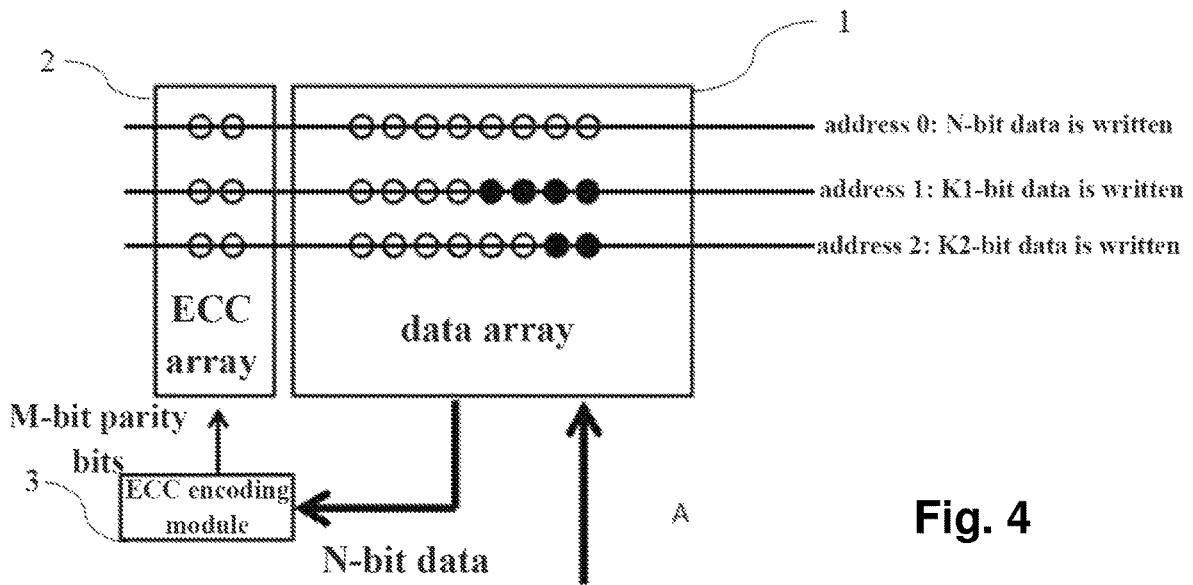 1
2
address 0: N-bit data is written
address 1: K1-bit data is written
address 2: K2-bit data is written
ECC
array
data array
M-bit parity
bits
3
ECC encoding
module
N-bit data
A
Fig. 4